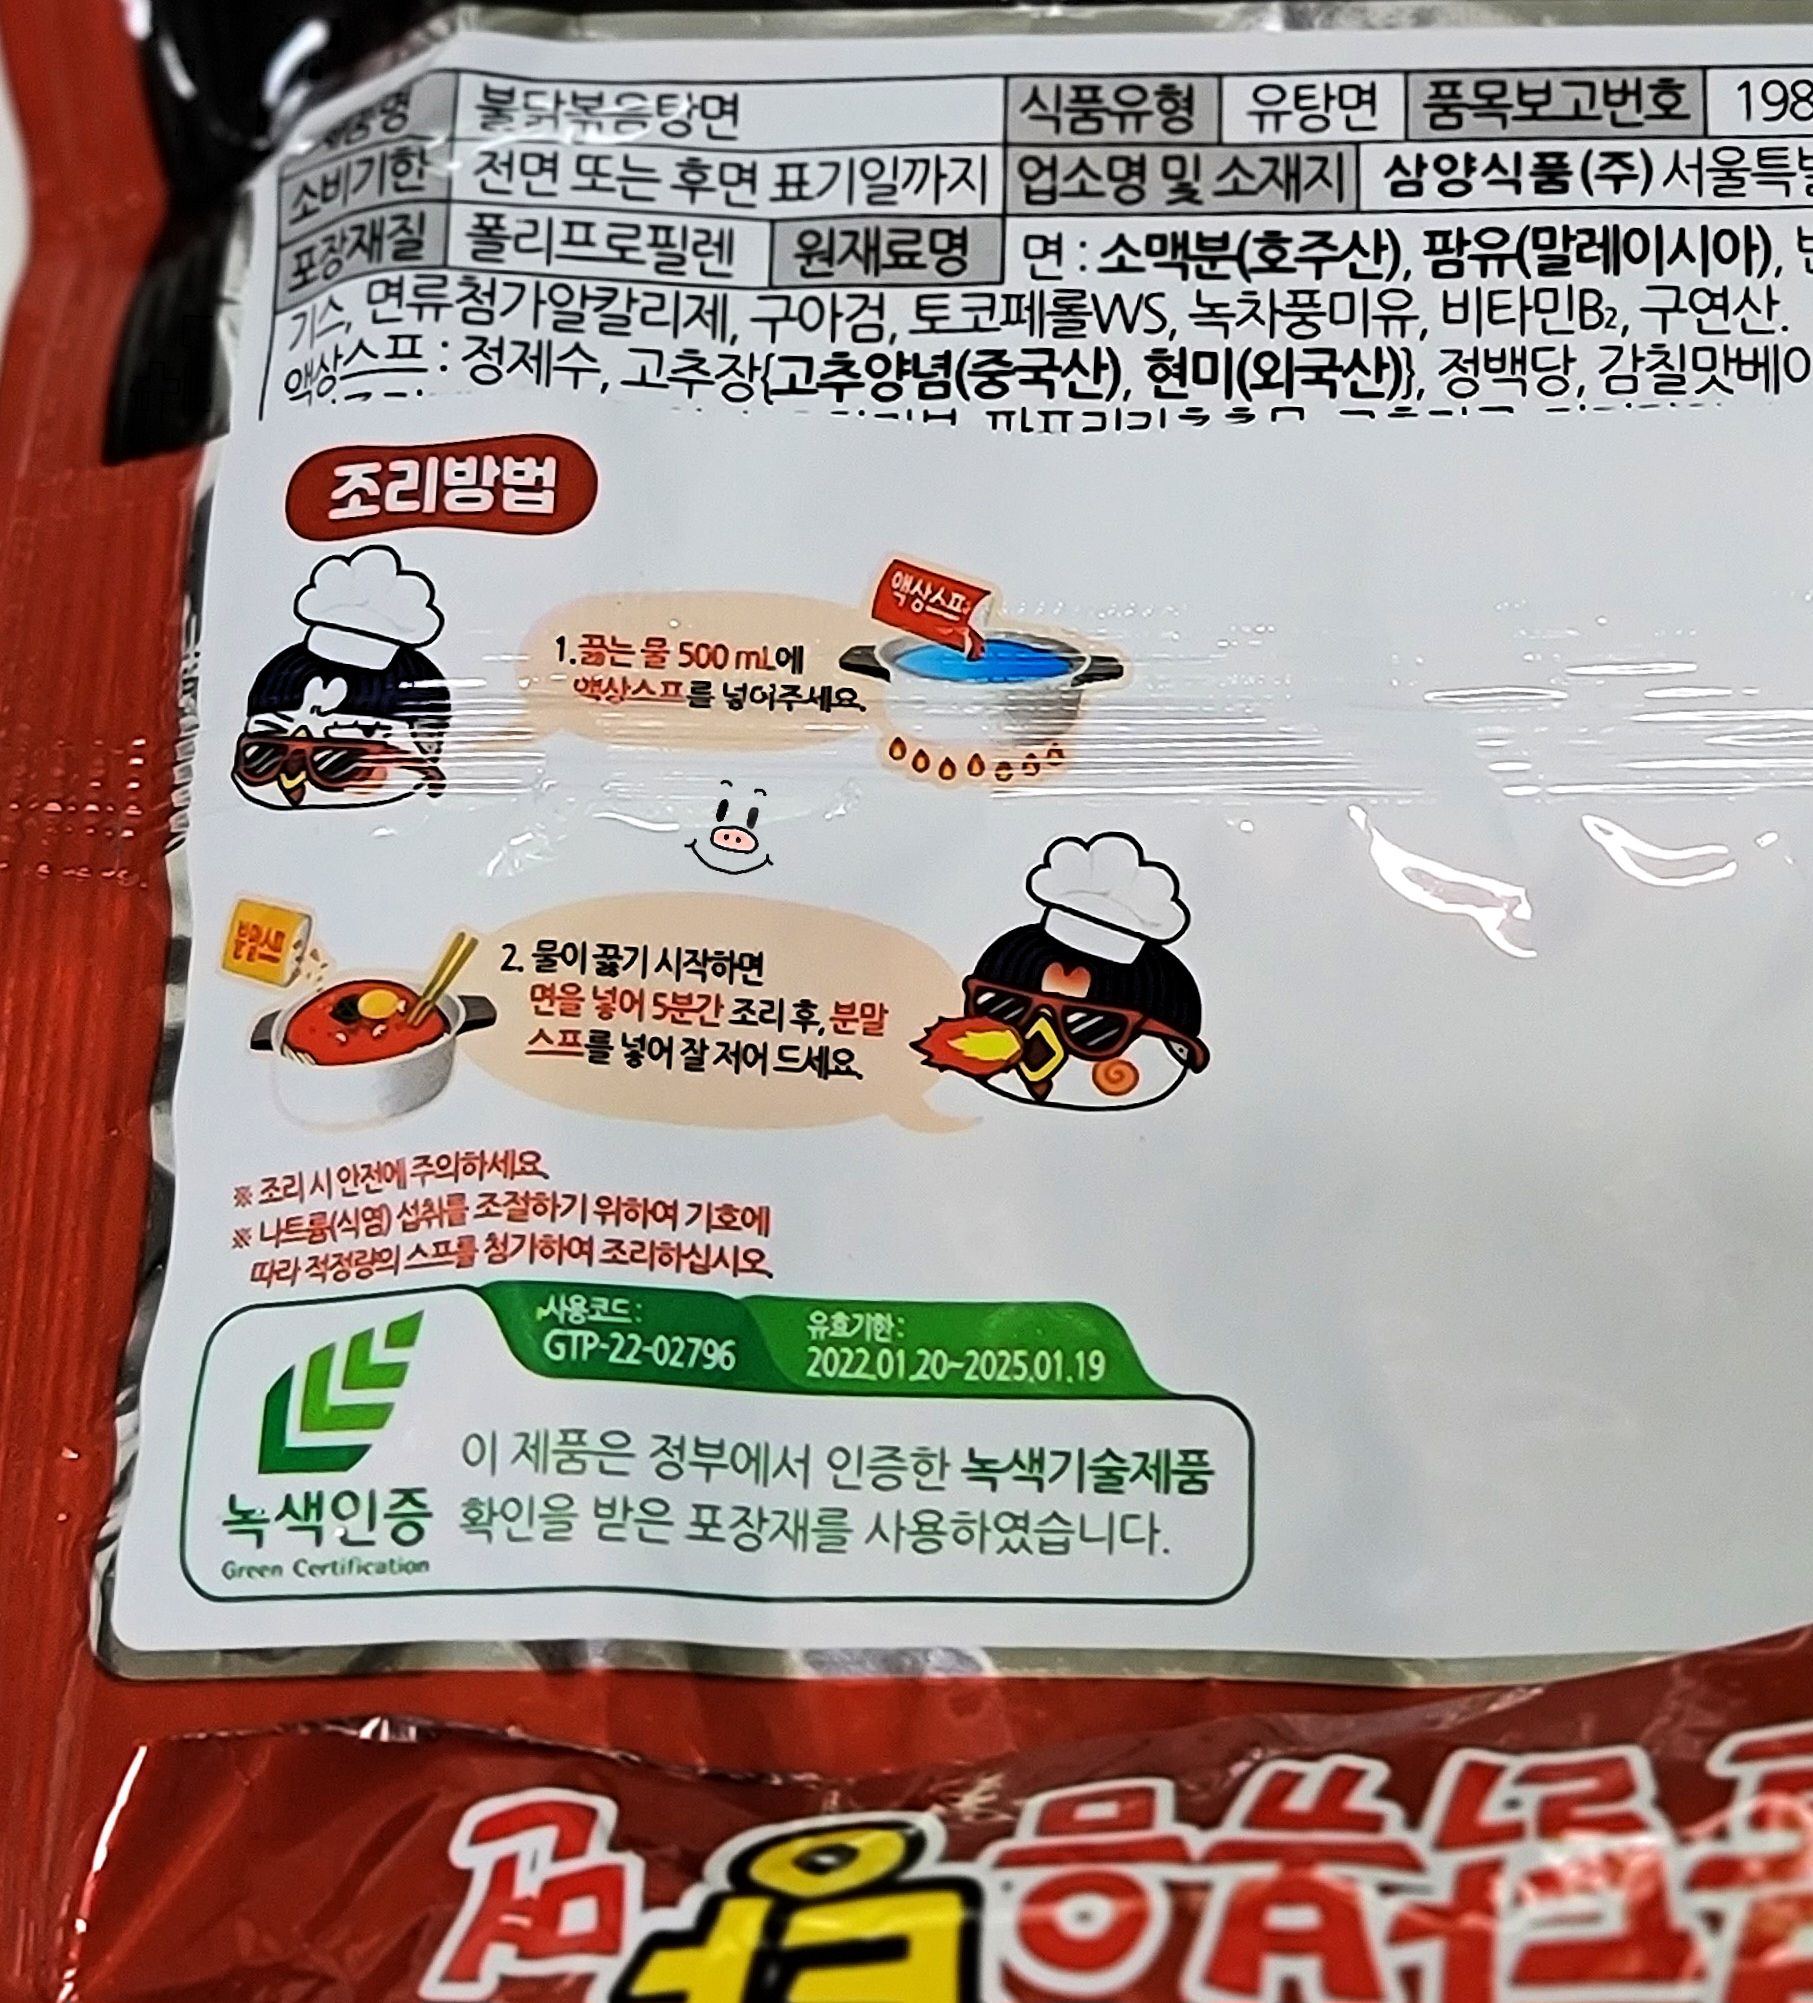 제품명 불닭볶음탕면 식품유형 유탕면 품목보고번호 198
소비기한 전면 또는 후면 표기일까지 업소명 및 소재지 삼양식품(주) 서울특별
포장재질 폴리프로필렌 원재료명 면 : 소맥분(호주산), 팜유(말레이시아),
기스, 면류첨가알칼리제, 구아검, 토코페롤WS, 녹차풍미유, 비타민B₂, 구연산.
액상스프 : 정제수, 고추장{고추양념(중국산), 현미(외국산)}, 정백당, 감칠맛베이
조리방법
액상스프
1. 끓는 물 500 mL에
액상스프를 넣어주세요.
분말스프
2. 물이 끓기 시작하면
면을 넣어 5분간 조리 후, 분말
스프를 넣어 잘 저어 드세요.
※ 조리 시 안전에 주의하세요.
※ 나트륨(식염) 섭취를 조절하기 위하여 기호에
따라 적정량의 스프를 첨가하여 조리하십시오.
사용코드 :
GTP-22-02796
유효기한 :
2022.01.20~2025.01.19
이 제품은 정부에서 인증한 녹색기술제품
확인을 받은 포장재를 사용하였습니다.
녹색인증
Green Certification